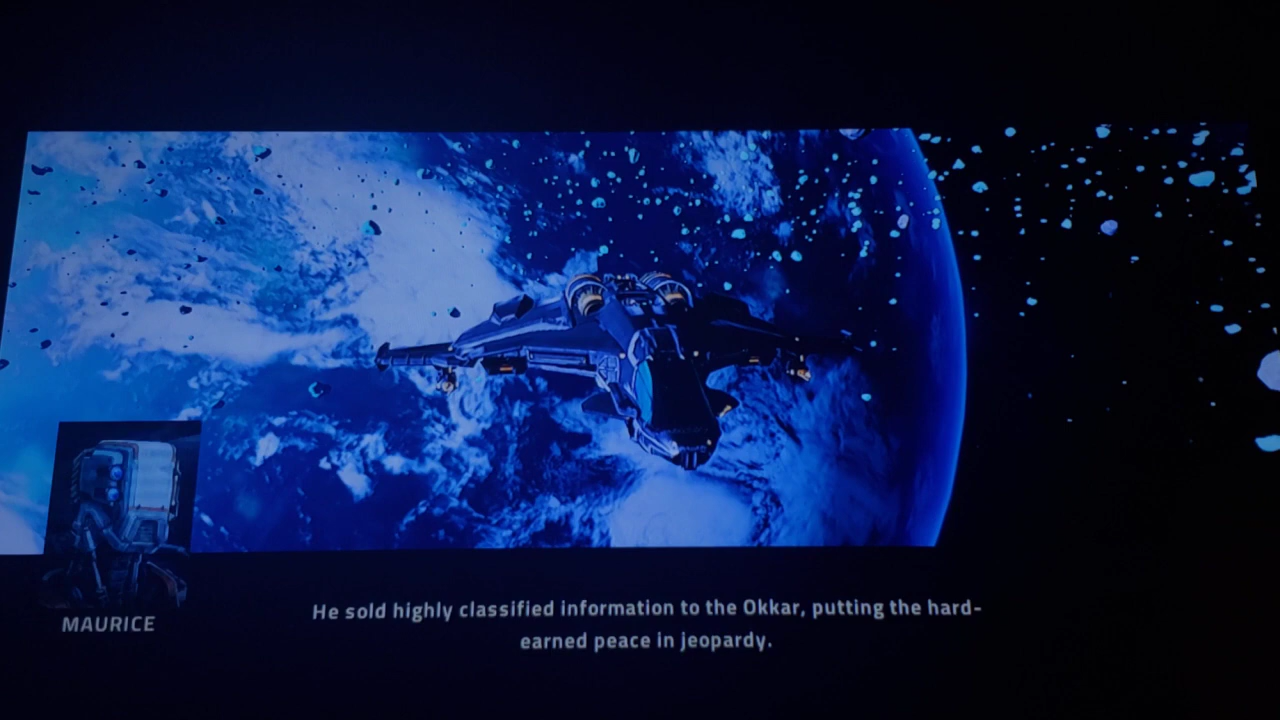 MAURICE
He sold highly classified information to the Okkar, putting the hard-
earned peace in jeopardy.